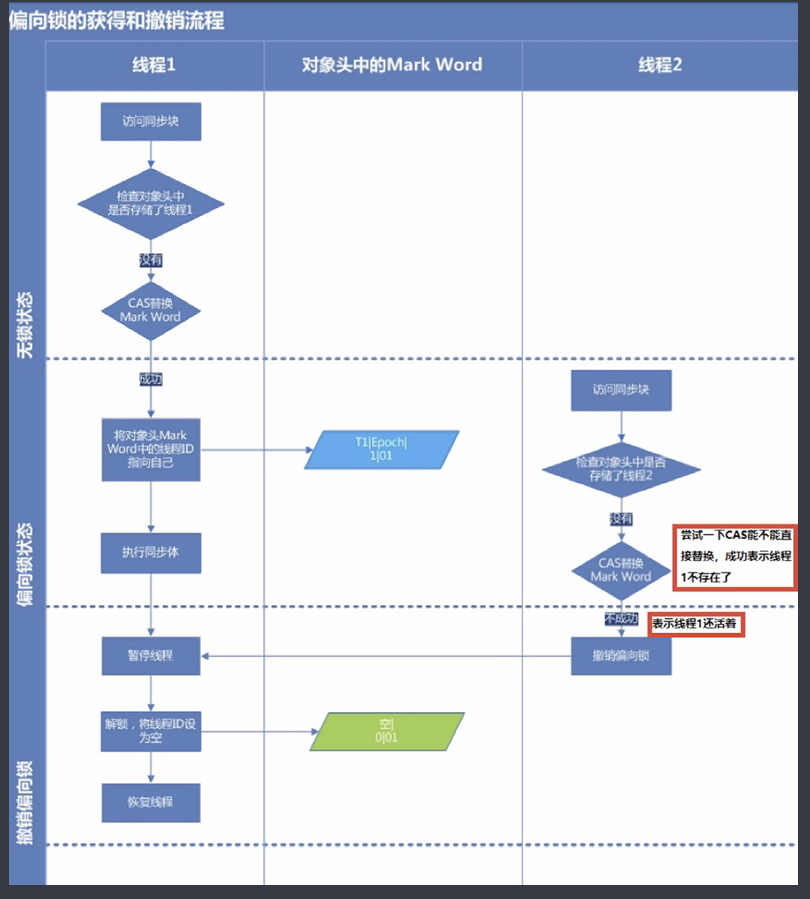 偏向锁的获得和撤销流程
线程1
对象头中的Mark Word
线程2
无锁状态
访问同步块
检查对象头中
是否存储了线程1
没有
CAS替换
Mark Word
偏向锁状态
成功
将对象头Mark
Word中的线程ID
指向自己
T1|Epoch|
1|01
执行同步体
访问同步块
检查对象头中是否
存储了线程2
没有
CAS替换
Mark Word
尝试一下CAS能不能直
接替换，成功表示线程
1不存在了
不成功
表示线程1还活着
撤销偏向锁
撤销偏向锁
暂停线程
解锁，将线程ID设
为空
空|
0|01
恢复线程